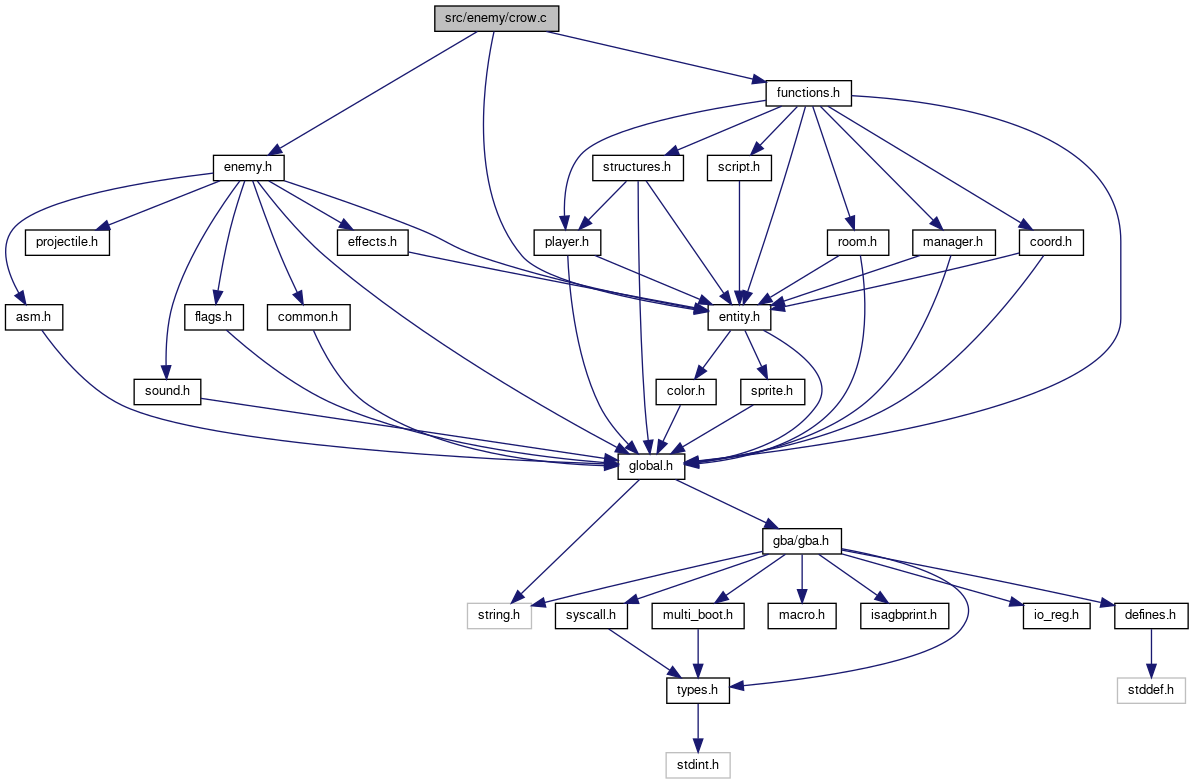 src/enemy/crow.c
functions.h
enemy.h
structures.h
script.h
projectile.h
effects.h
player.h
room.h
manager.h
coord.h
asm.h
flags.h
common.h
entity.h
sound.h
color.h
sprite.h
global.h
gba/gba.h
string.h
syscall.h
multi_boot.h
macro.h
isagbprint.h
io_reg.h
defines.h
types.h
stddef.h
stdint.h